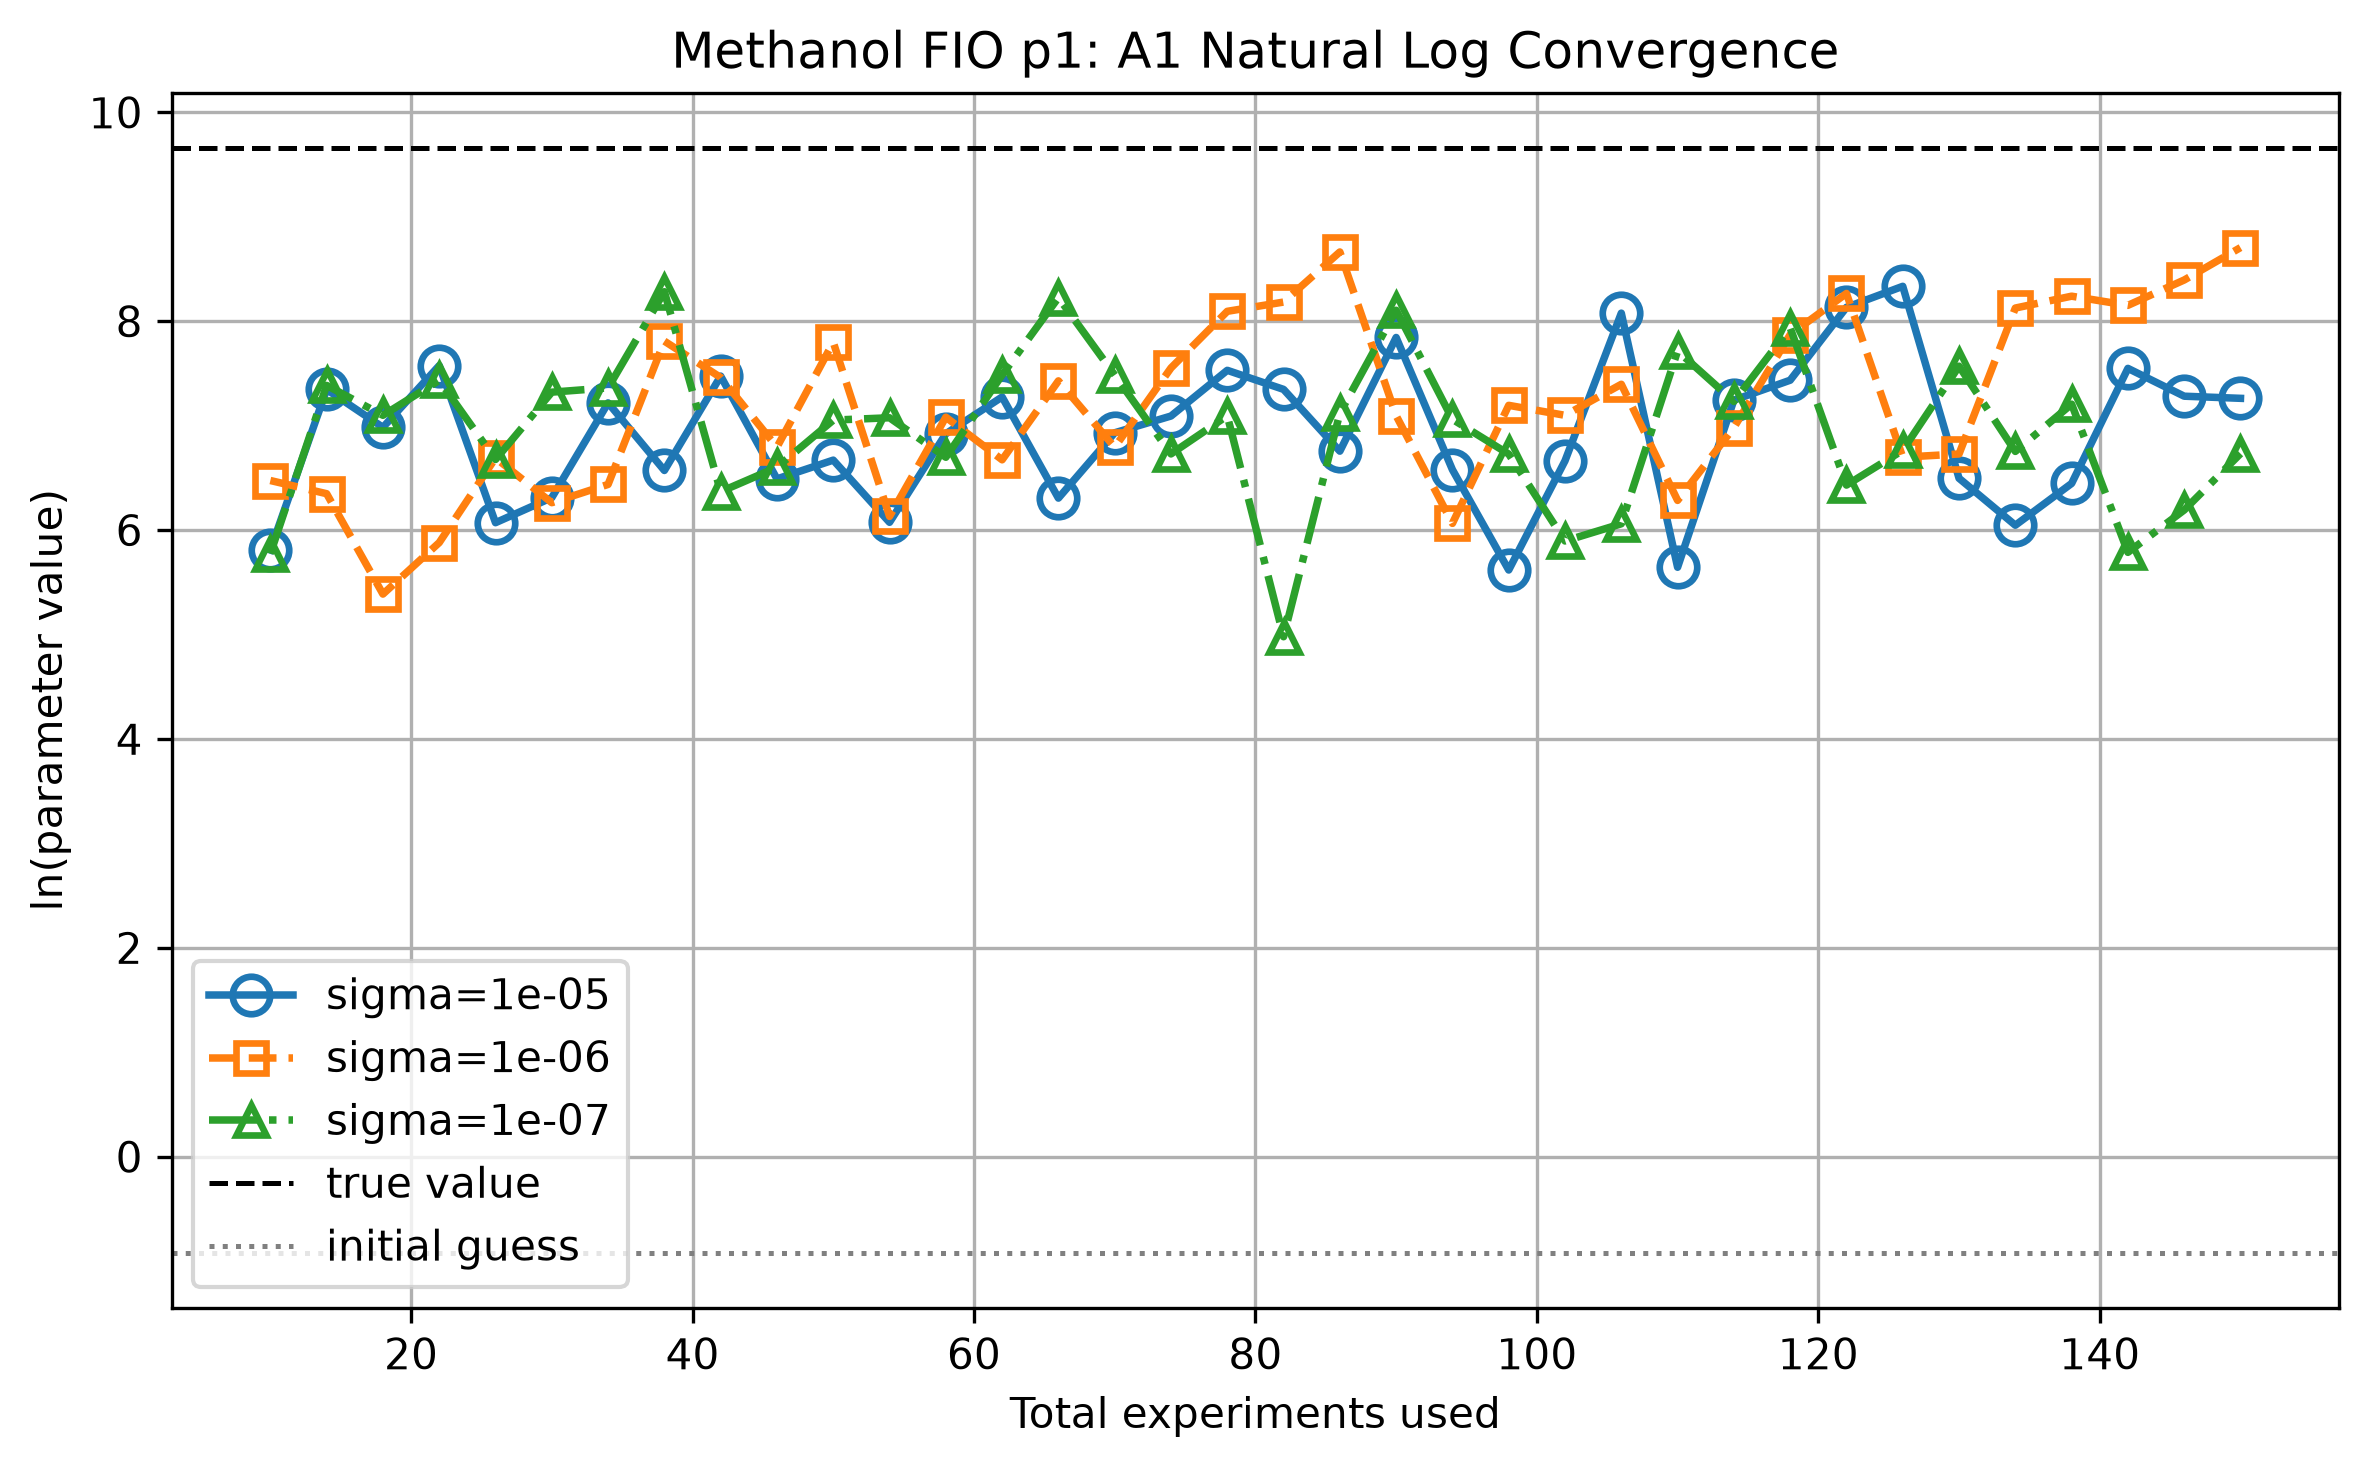 Methanol FIO p1: A1 Natural Log Convergence
ln(parameter value)
10
8
6
4
2
0
sigma=1e-05
sigma=1e-06
sigma=1e-07
true value
initial guess
20 40 60 80 100 120 140
Total experiments used